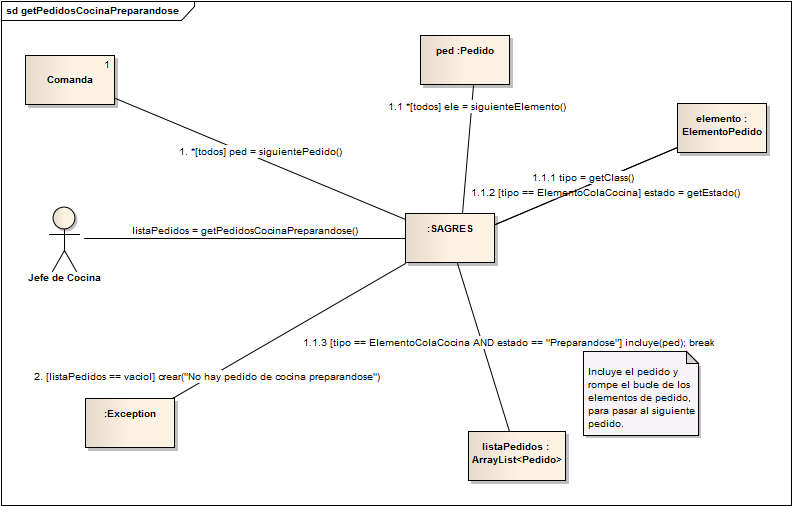 sd getPedidosCocinaPreparandose
ped :Pedido
1
Comanda
1.1 *[todos] ele = siguienteElemento()
elemento :
ElementoPedido
1. *[todos] ped = siguientePedido()
1.1.1 tipo = getClass()
1.1.2 [tipo == ElementoColaCocina] estado = getEstado()
:SAGRES
listaPedidos = getPedidosCocinaPreparandose()
Jefe de Cocina
1.1.3 [tipo == ElementoColaCocina AND estado == "Preparandose"] incluye(ped); break
2. [listaPedidos == vacio] crear("No hay pedido de cocina preparandose")
Incluye el pedido y
rompe el bucle de los
elementos de pedido,
para pasar al siguiente
pedido.
:Exception
listaPedidos :
ArrayList<Pedido>